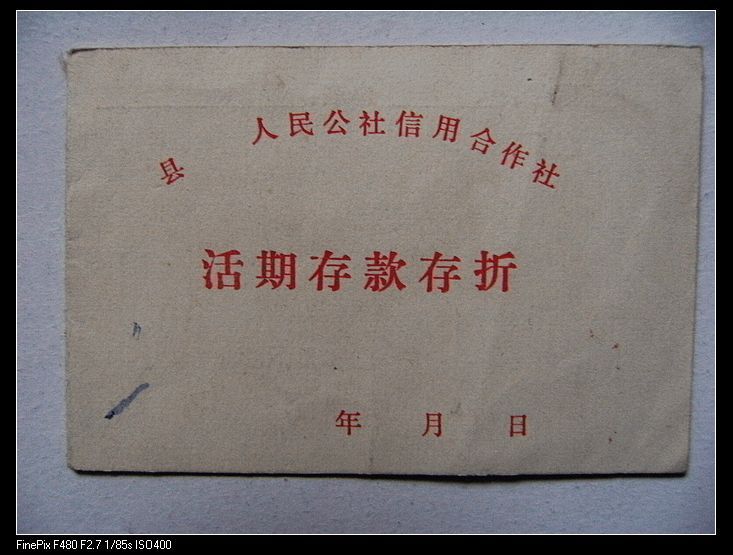 县 人民公社信用合作社
活期存款存折
年 月 日
FinePix F480 F2.7 1/85s ISO400